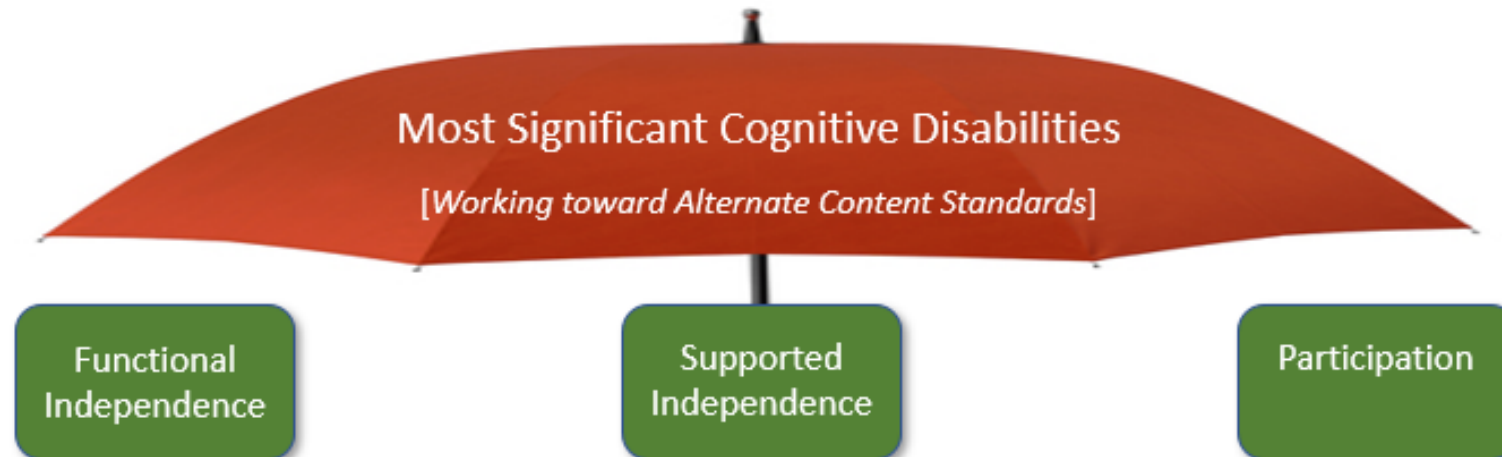 Most Significant Cognitive Disabilities
[Working toward Alternate Content Standards]
Functional
Independence
Supported
Independence
Participation